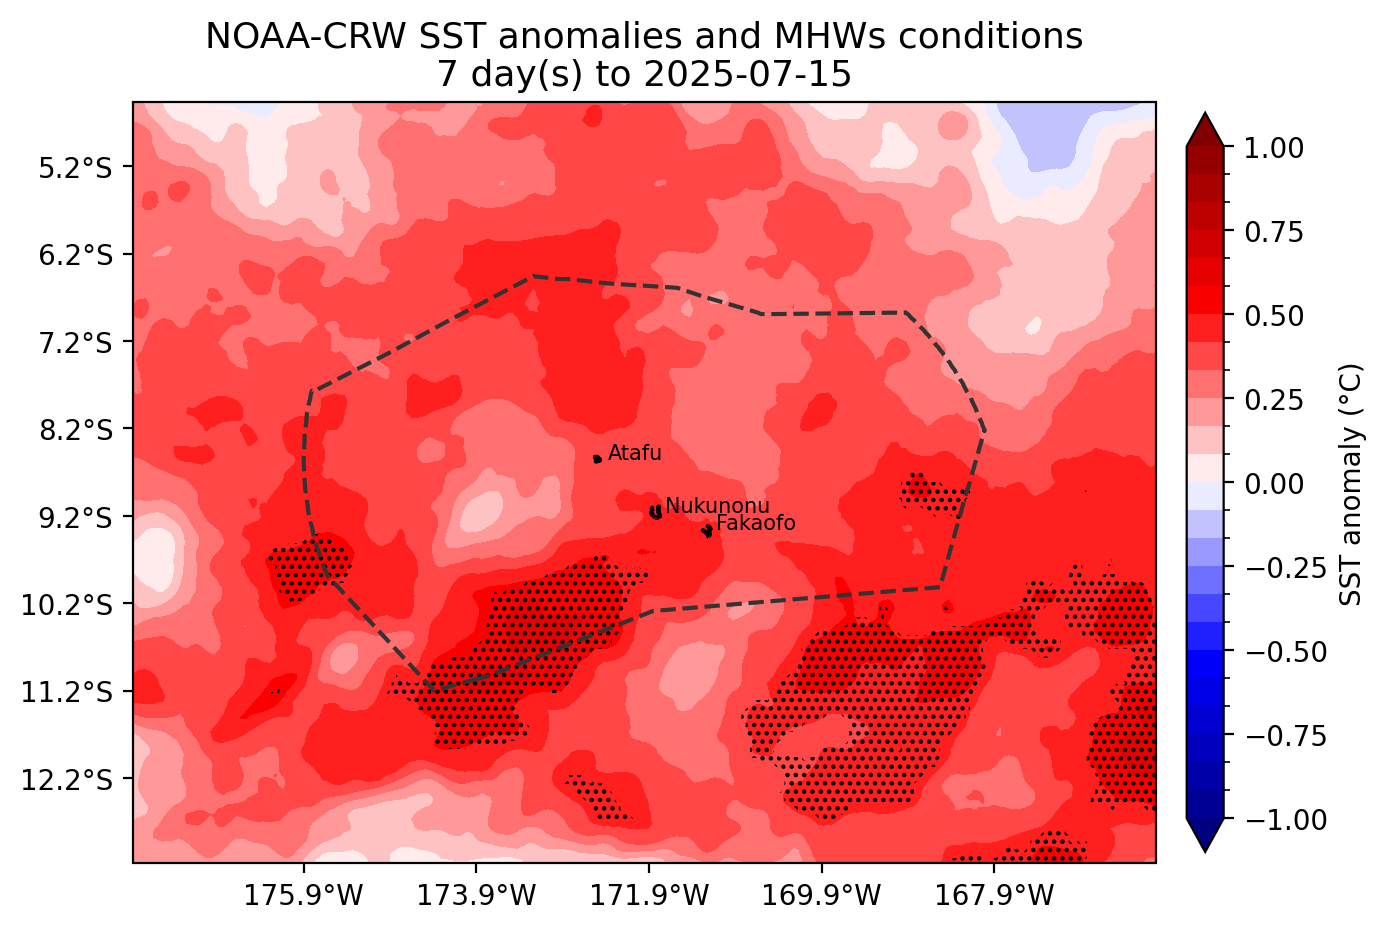 NOAA-CRW SST anomalies and MHWs conditions
7 day(s) to 2025-07-15
5.2°S
6.2°S
7.2°S
8.2°S
9.2°S
10.2°S
11.2°S
12.2°S
Atafu
Nukunonu
Fakaofo
175.9°W
173.9°W
171.9°W
169.9°W
167.9°W
1.00
0.75
0.50
0.25
0.00
−0.25
−0.50
−0.75
−1.00
SST anomaly (°C)